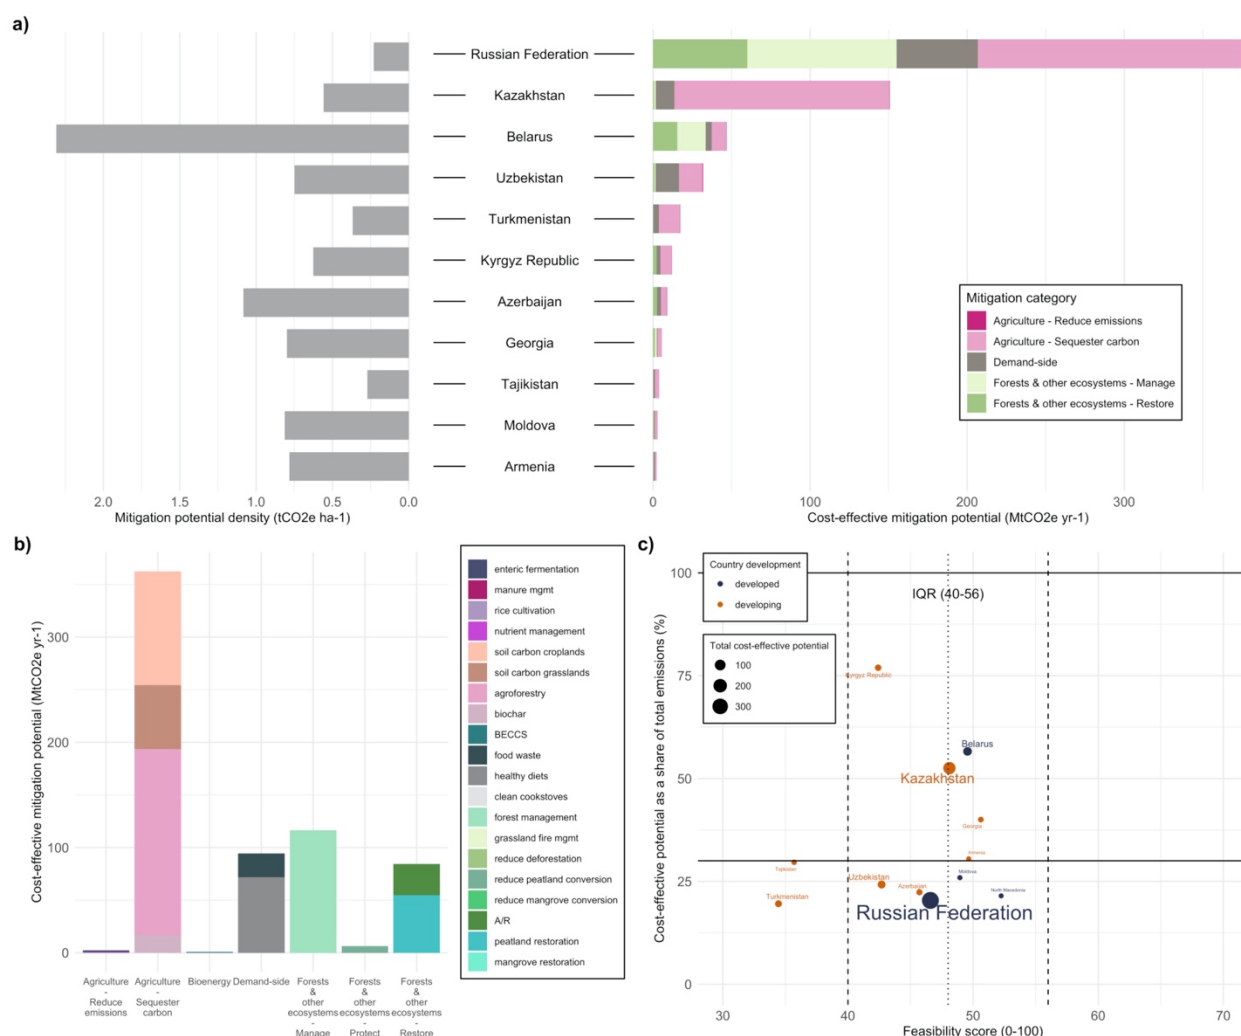 a)
Russian Federation
Kazakhstan
Belarus
Uzbekistan
Turkmenistan
Kyrgyz Republic
Azerbaijan
Georgia
Tajikistan
Moldova
Armenia
2.0 1.5 1.0 0.5 0.0
Mitigation potential density (tCO2e ha-1)
Mitigation category
Agriculture - Reduce emissions
Agriculture - Sequester carbon
Demand-side
Forests & other ecosystems - Manage
Forests & other ecosystems - Restore
0 100 200 300
Cost-effective mitigation potential (MtCO2e yr-1)
b)
Cost-effective mitigation potential (MtCO2e yr-1)
300
200
100
0
Agriculture
-
Reduce
emissions
Agriculture
-
Sequester
carbon
Bioenergy
Demand-side
Forests
&
other
ecosystems
-
Manage
Forests
&
other
ecosystems
-
Protect
Forests
&
other
ecosystems
-
Restore
enteric fermentation
manure mgmt
rice cultivation
nutrient management
soil carbon croplands
soil carbon grasslands
agroforestry
biochar
BECCS
food waste
healthy diets
clean cookstoves
forest management
grassland fire mgmt
reduce deforestation
reduce peatland conversion
reduce mangrove conversion
A/R
peatland restoration
mangrove restoration
c)
Cost-effective potential as a share of total emissions (%)
100
75
50
25
0
Country development
developed
developing
Total cost-effective potential
100
200
300
IQR (40-56)
Kyrgyz Republic
Belarus
Kazakhstan
Georgia
Armenia
Tajikistan
Moldova
Uzbekistan
Azerbaijan
North Macedonia
Turkmenistan
Russian Federation
30 40 50 60 70
Feasibility score (0-100)